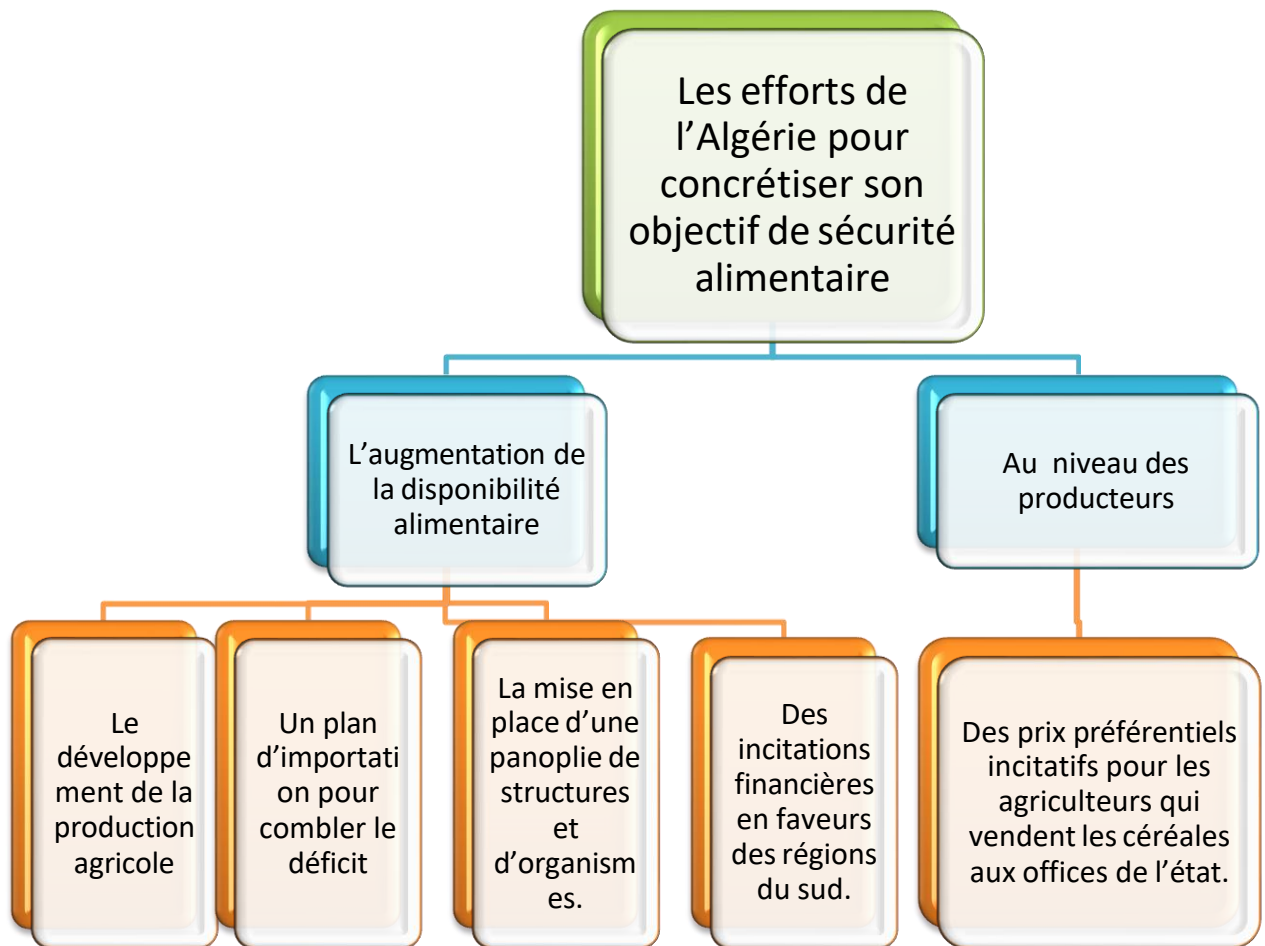 Les efforts de
l’Algérie pour
concrétiser son
objectif de sécurité
alimentaire
L’augmentation de
la disponibilité
alimentaire
Au niveau des
producteurs
Le
développe
ment de la
production
agricole
Un plan
d’importati
on pour
combler le
déficit
La mise en
place d’une
panoplie de
structures
et
d’organism
es.
Des
incitations
financières
en faveurs
des régions
du sud.
Des prix préférentiels
incitatifs pour les
agriculteurs qui
vendent les céréales
aux offices de l’état.